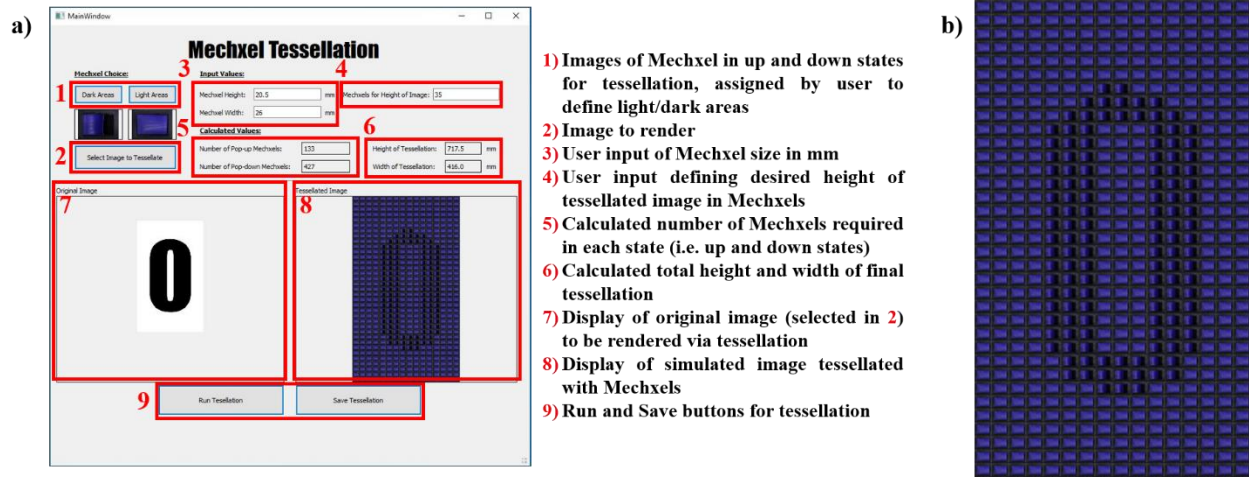 a)
MainWindow
Mechxel Tessellation
Mechxel Choice:
3
Input Values:
4
1
Dark Areas
Light Areas
Mechxel Height: 20.5 mm
Mechxels for Height of Image: 35
Mechxel Width: 26 mm
5
Calculated Values:
6
2
Select Image to Tessellate
Number of Pop-up Mechxels: 133
Height of Tessellation: 717.5 mm
Number of Pop-down Mechxels: 427
Width of Tessellation: 416.0 mm
Original Image
7
Tessellated Image
8
0
9
Run Tesellation
Save Tessellation
1) Images of Mechxel in up and down states
for tessellation, assigned by user to
define light/dark areas
2) Image to render
3) User input of Mechxel size in mm
4) User input defining desired height of
tessellated image in Mechxels
5) Calculated number of Mechxels required
in each state (i.e. up and down states)
6) Calculated total height and width of final
tessellation
7) Display of original image (selected in 2)
to be rendered via tessellation
8) Display of simulated image tessellated
with Mechxels
9) Run and Save buttons for tessellation
b)